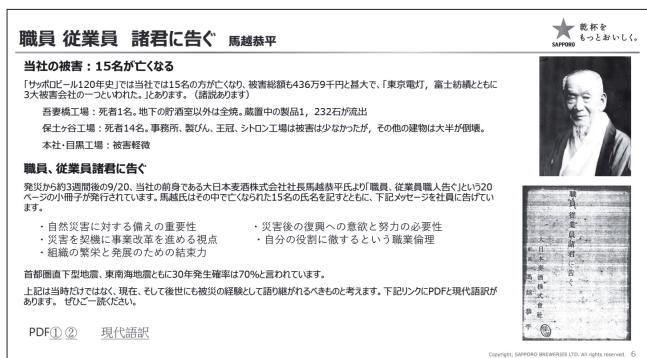 職員 従業員 諸君に告ぐ 馬越恭平
乾杯を
もっとおいしく。
SAPPORO
当社の被害：15名が亡くなる
「サッポロビール120年史」では当社では15名の方が亡くなり、被害総額も436万9千円と甚大で、「東京電灯，富士紡績とともに
3大被害会社の一つといわれた。」とあります。（諸説あります）
吾妻橋工場：死者1名。地下の貯酒室以外は全焼。蔵置中の製品1，232石が流出
保土ヶ谷工場：死者14名。事務所、製びん、王冠、シトロン工場は被害は少なかったが，その他の建物は大半が倒壊。
本社・目黒工場：被害軽微
職員、従業員諸君に告ぐ
発災から約3週間後の9/20、当社の前身である大日本麦酒株式会社社長馬越恭平氏より「職員、従業員職人告ぐ」という20
ページの小冊子が発行されています。馬越氏はその中で亡くなられた15名の氏名を記すとともに、下記メッセージを社員に告げてい
ます。
・自然災害に対する備えの重要性
・災害を契機に事業改革を進める視点
・組織の繁栄と発展のための結束力
・災害後の復興への意欲と努力の必要性
・自分の役割に徹するという職業倫理
首都圏直下型地震、東南海地震ともに30年発生確率は70%と言われています。
上記は当時だけではなく、現在、そして後世にも被災の経験として語り継がれるべきものと考えます。下記リンクにPDFと現代語訳が
あります。 ぜひご一読ください。
PDF① ② 現代語訳
職員、從業員諸君に告ぐ
大日本麥酒株式會社
馬越恭平
Copyright, SAPPORO BREWERIES LTD. All rights reserved. 6